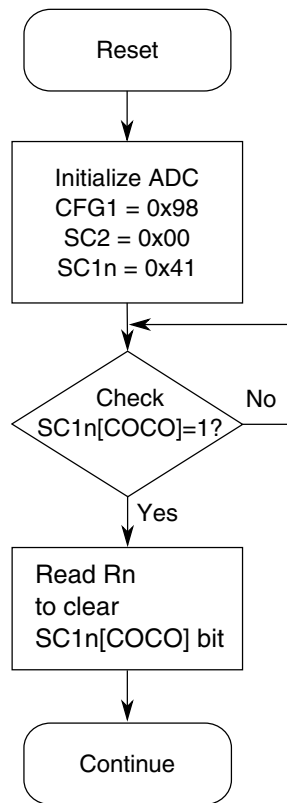 Reset
Initialize ADC
CFG1 = 0x98
SC2 = 0x00
SC1n = 0x41
Check
SC1n[COCO]=1?
No
Yes
Read Rn
to clear
SC1n[COCO] bit
Continue